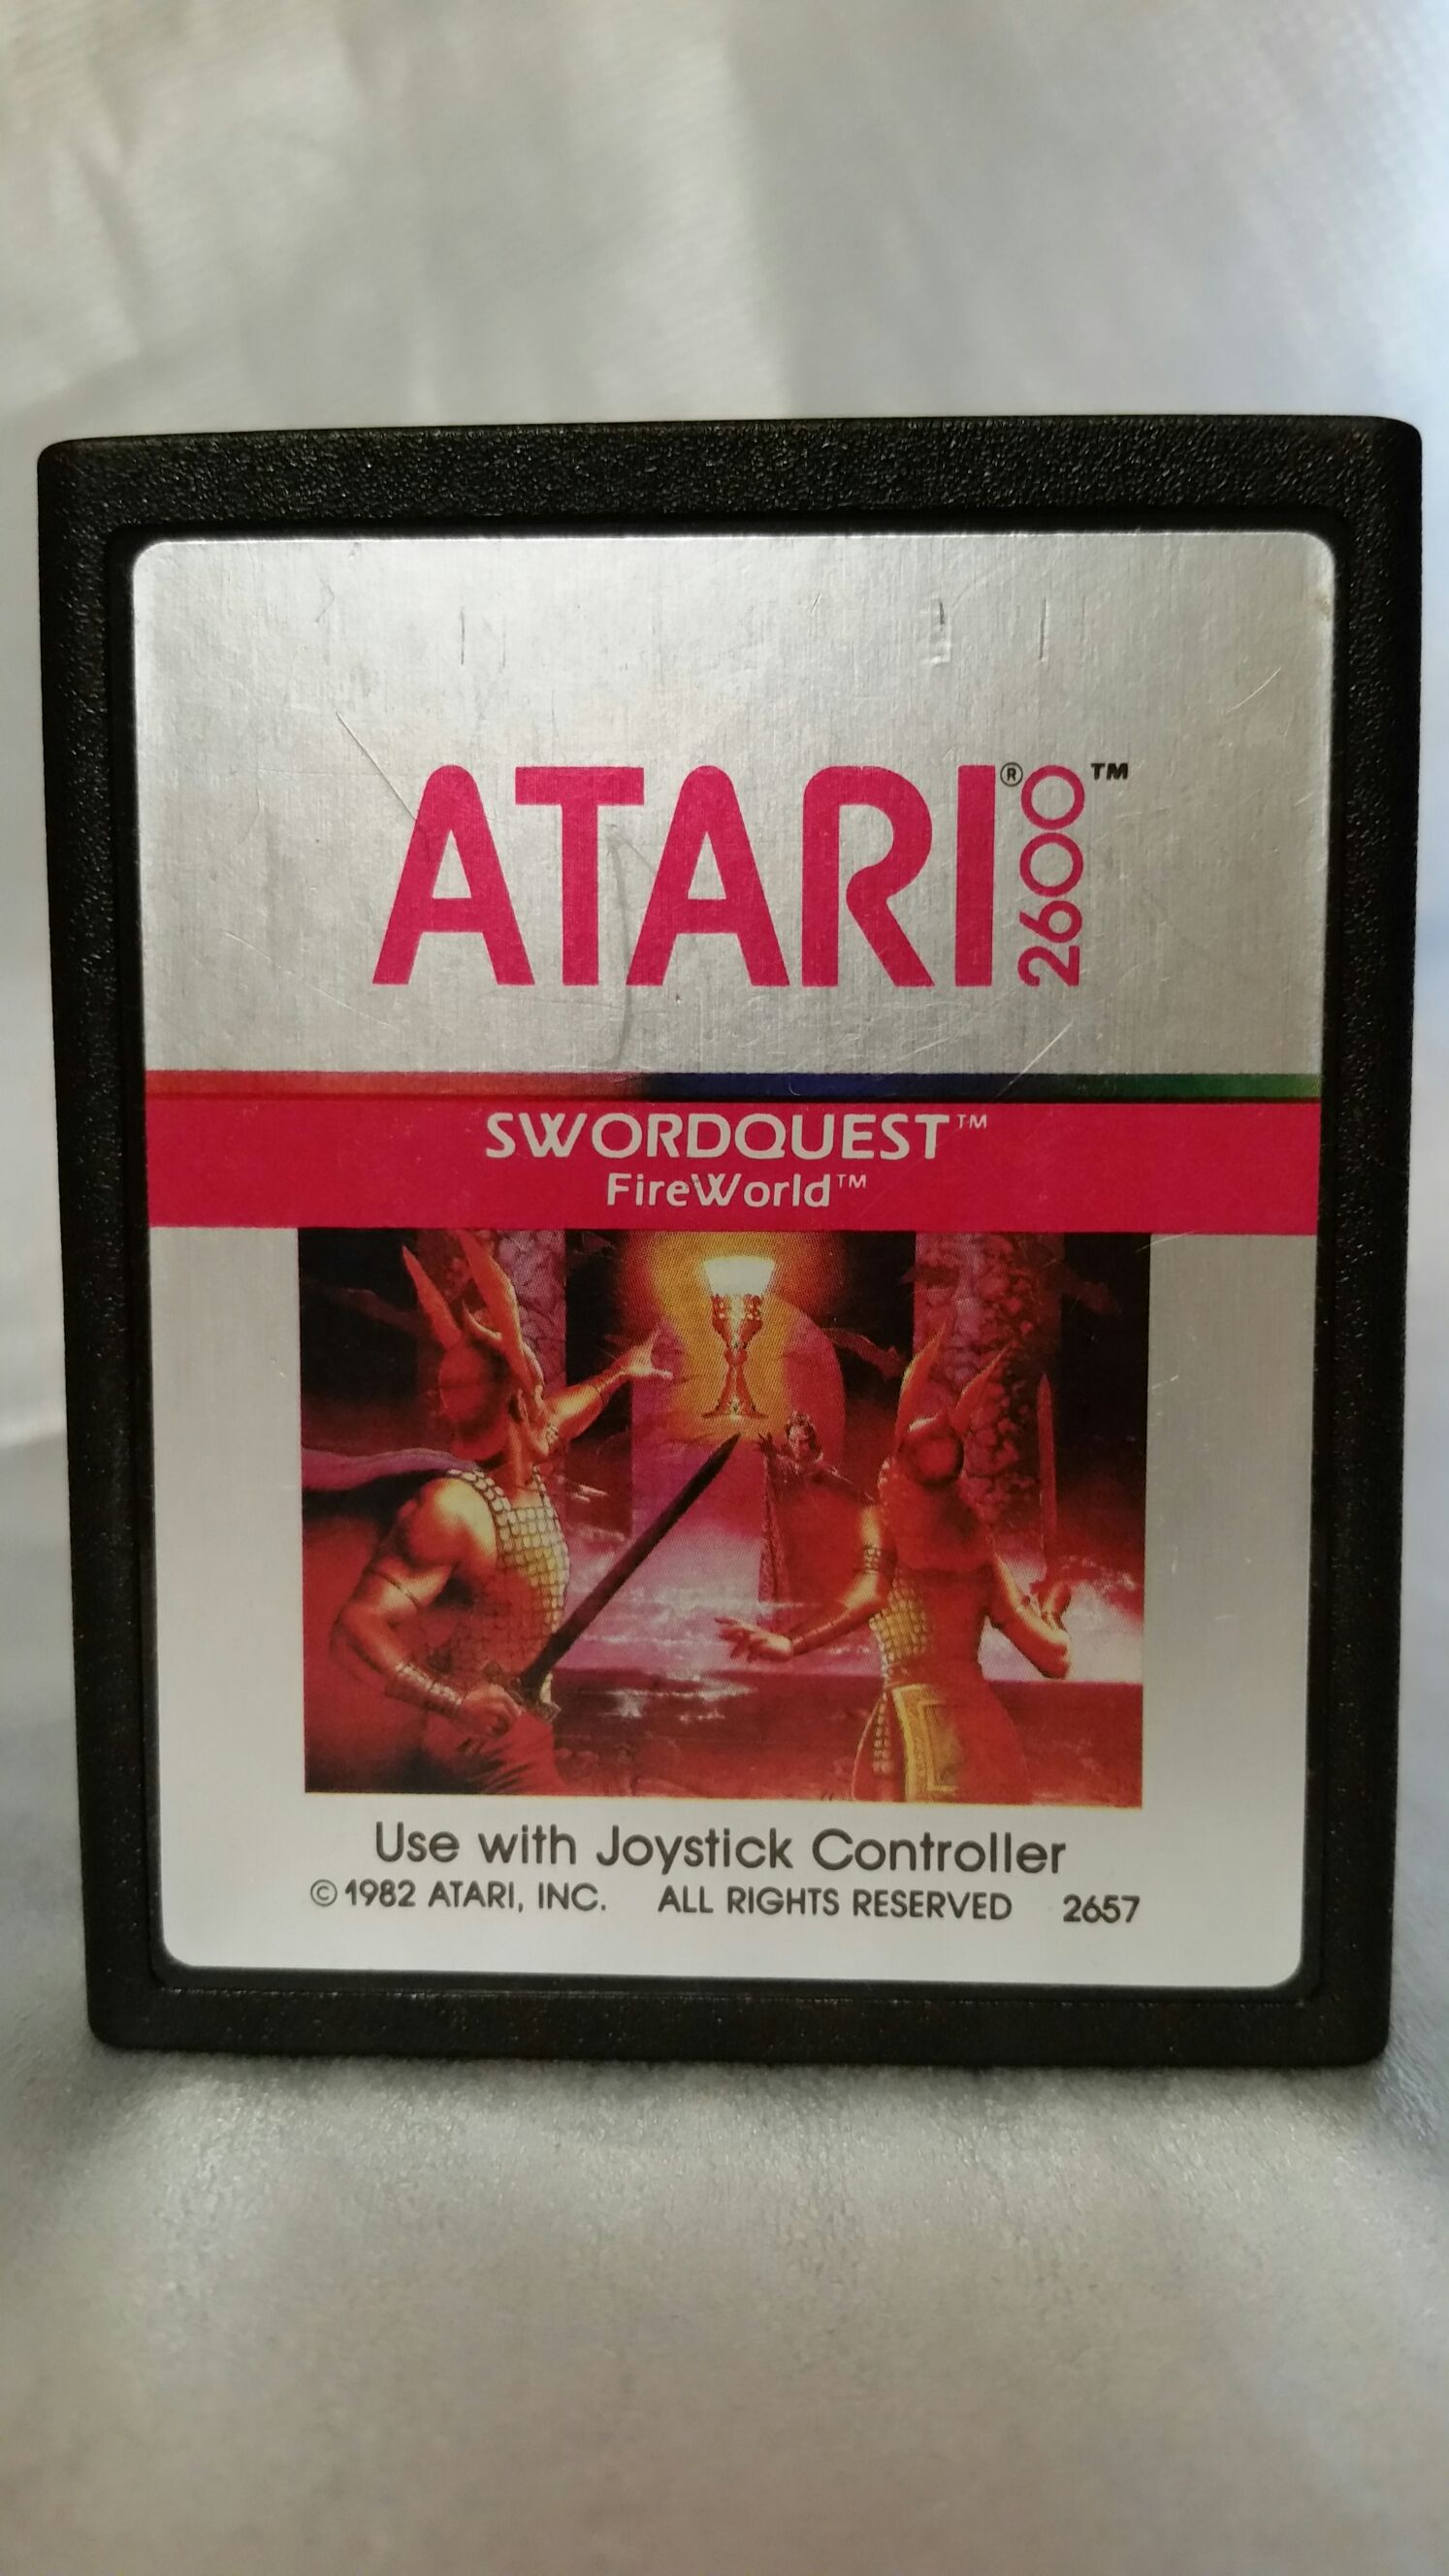 ATARI® 2600™
SWORDQUEST™
FireWorld™
Use with Joystick Controller
© 1982 ATARI, INC. ALL RIGHTS RESERVED 2657